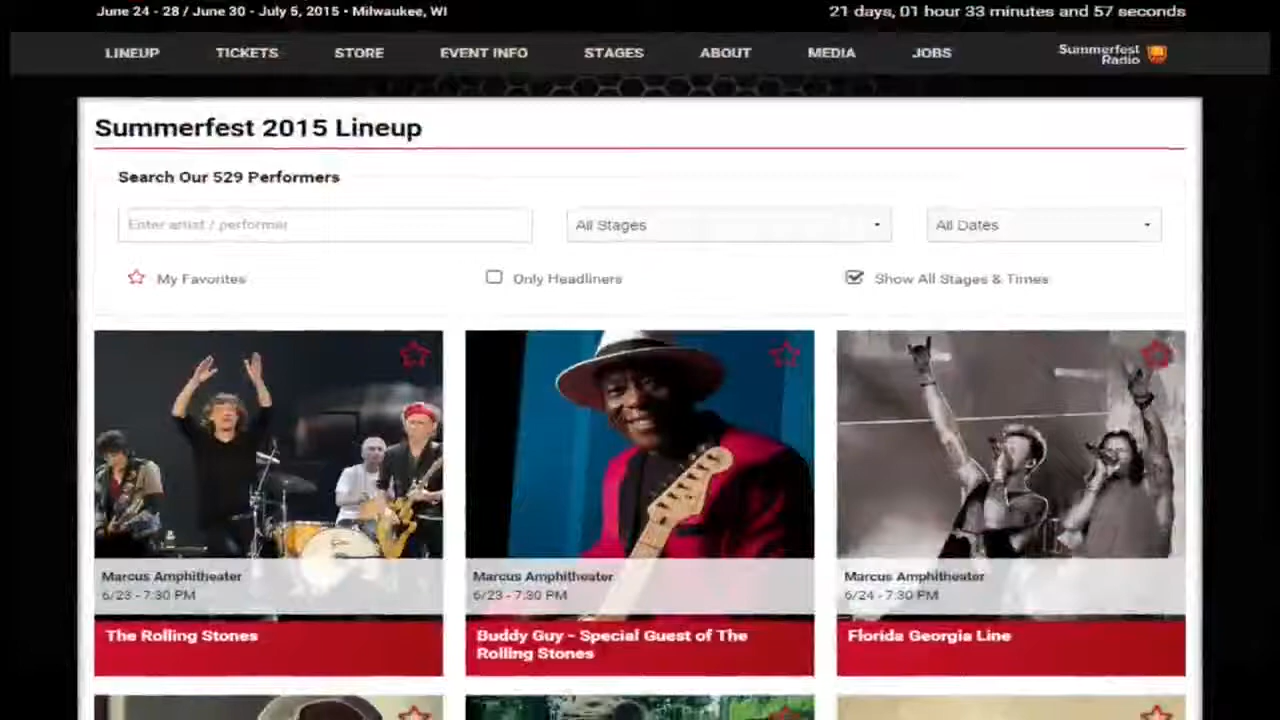 June 24 - 28 / June 30 - July 5, 2015 • Milwaukee, WI
21 days, 01 hour 33 minutes and 57 seconds
LINEUP TICKETS STORE EVENT INFO STAGES ABOUT MEDIA JOBS
Summerfest
Radio
Summerfest 2015 Lineup
Search Our 529 Performers
Enter artist / performer
All Stages
All Dates
My Favorites
Only Headliners
Show All Stages & Times
Marcus Amphitheater
6/23 - 7:30 PM
The Rolling Stones
Marcus Amphitheater
6/23 - 7:30 PM
Buddy Guy - Special Guest of The
Rolling Stones
Marcus Amphitheater
6/24 - 7:30 PM
Florida Georgia Line